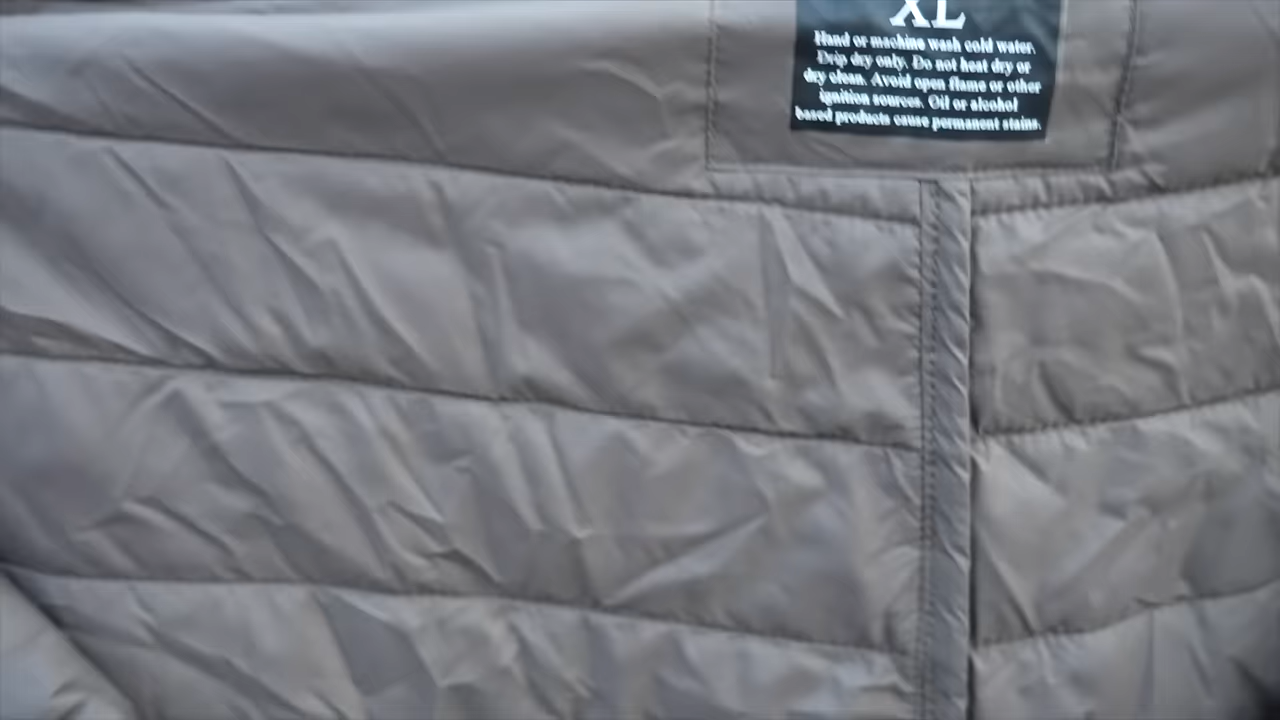 XL
Hand or machine wash cold water.
Drip dry only. Do not heat dry or
dry clean. Avoid open flame or other
ignition sources. Oil or alcohol
based products cause permanent stains.